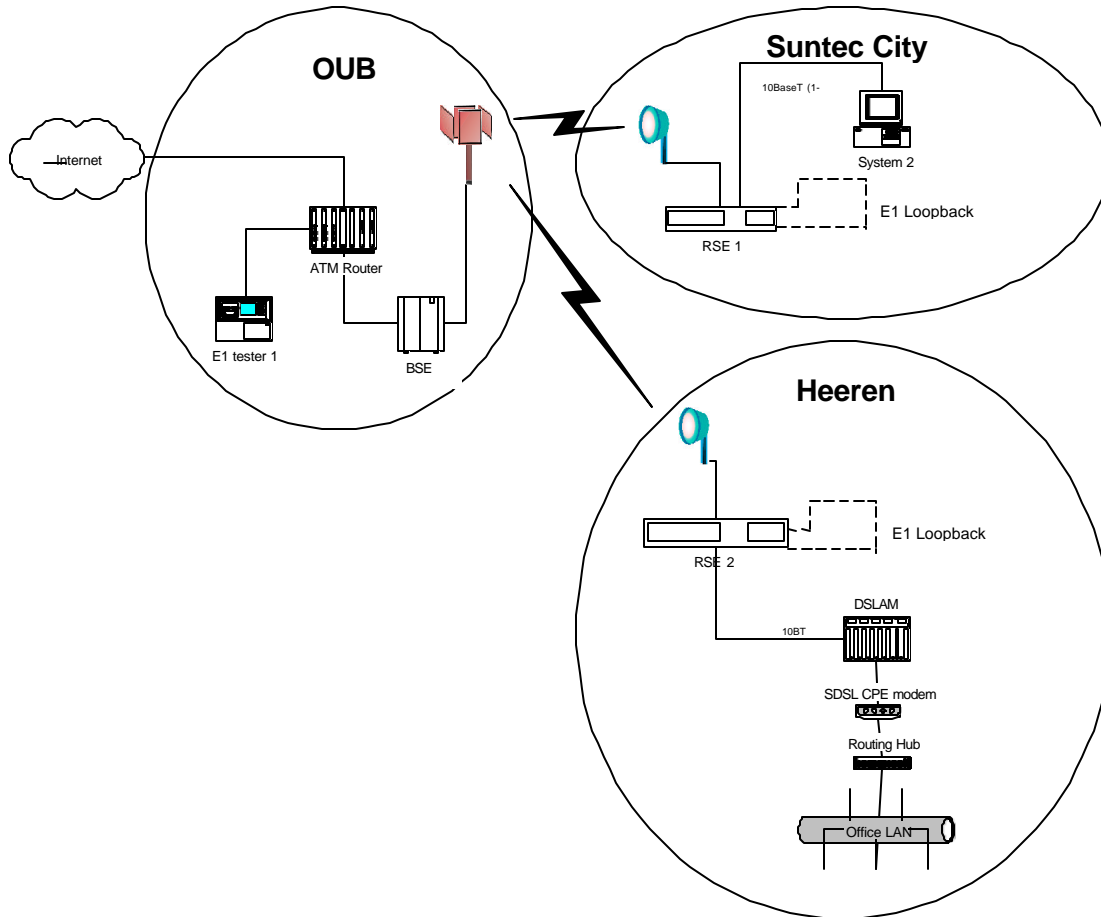 OUB
Suntec City
10BaseT (1-
System 2
Internet
E1 Loopback
RSE 1
ATM Router
E1 tester 1
BSE
Heeren
E1 Loopback
RSE 2
DSLAM
10BT
SDSL CPE modem
Routing Hub
Office LAN